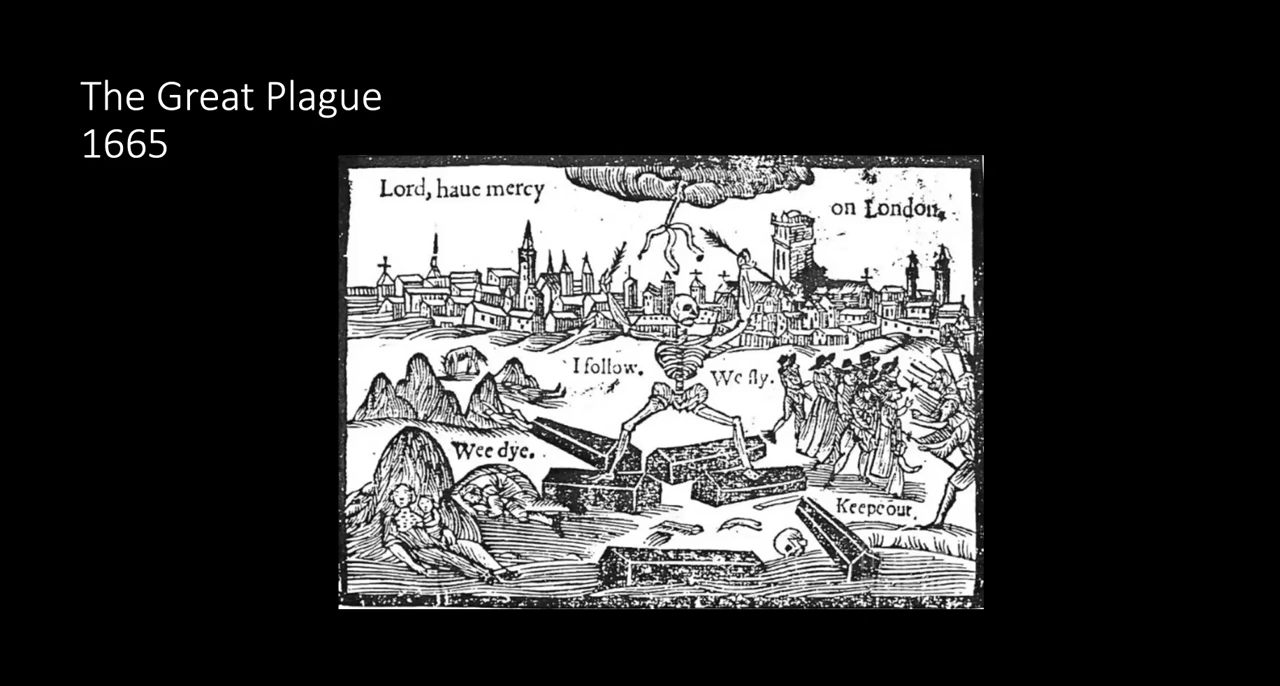 The Great Plague
1665
Lord, haue mercy
on London.
I follow.
We fly.
Wee dye.
Keepe out.